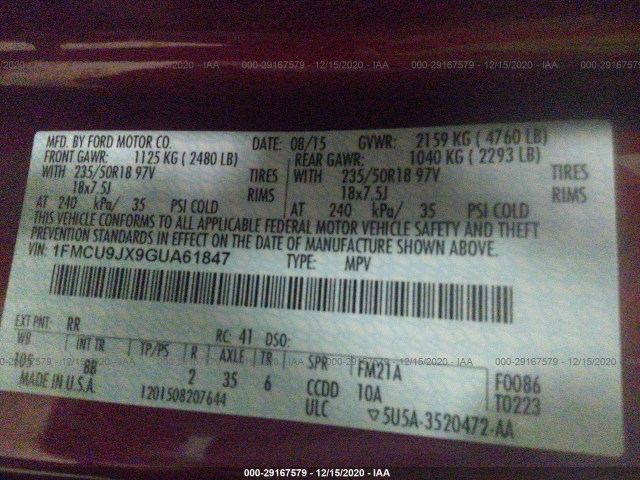 000-29167579 - 12/15/2020 - IAA
MFD. BY FORD MOTOR CO. DATE: 08/15 GVWR: 2159 KG ( 4760 LB)
FRONT GAWR: 1125 KG ( 2480 LB) REAR GAWR: 1040 KG ( 2293 LB)
WITH 235/50R18 97V TIRES WITH 235/50R18 97V TIRES
18x7.5J RIMS 18x7.5J RIMS
AT 240 kPa/ 35 PSI COLD AT 240 kPa/ 35 PSI COLD
THIS VEHICLE CONFORMS TO ALL APPLICABLE FEDERAL MOTOR VEHICLE SAFETY AND THEFT
PREVENTION STANDARDS IN EFFECT ON THE DATE OF MANUFACTURE SHOWN ABOVE.
VIN: 1FMCU9JX9GUA61847 TYPE: MPV
EXT PNT: RR RC: 41 DSO:
WB INT TR TP/PS R AXLE TR SPR FM21A F0086
105 BB 2 35 6 CCDD 10A T0223
MADE IN U.S.A. 1201508207644 ULC ▽5U5A-3520472-AA
000-29167579 - 12/15/2020 - IAA